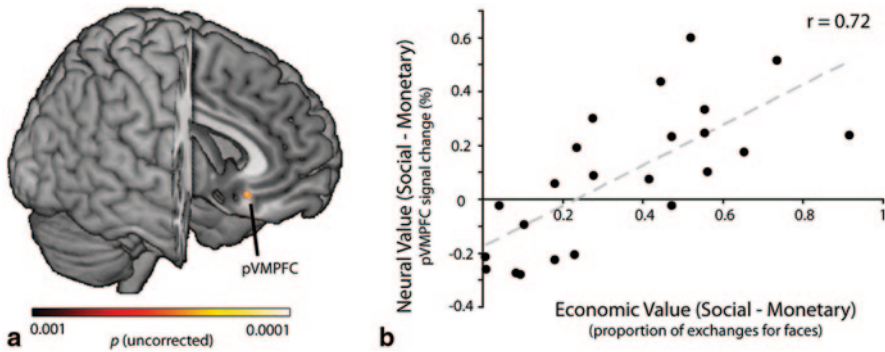 pVMPFC
0.001
0.0001
p (uncorrected)
a
r = 0.72
Neural Value (Social - Monetary)
pVMPFC signal change (%)
0.6
0.4
0.2
0
-0.2
-0.4
0.2
0.4
0.6
0.8
1
Economic Value (Social - Monetary)
(proportion of exchanges for faces)
b